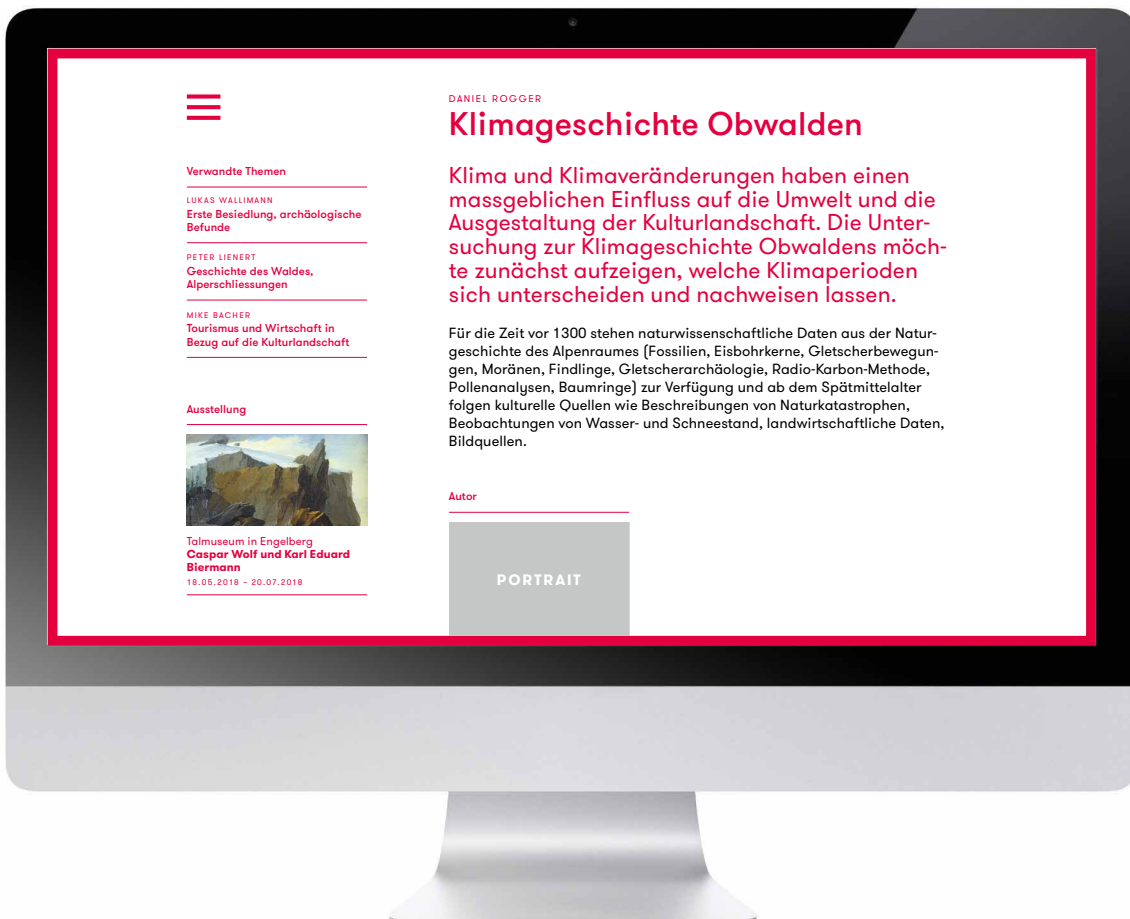 Verwandte Themen
LUKAS WALLIMANN
Erste Besiedlung, archäologische
Befunde
PETER LIENERT
Geschichte des Waldes,
Alperschliessungen
MIKE BACHER
Tourismus und Wirtschaft in
Bezug auf die Kulturlandschaft
Ausstellung
Talmuseum in Engelberg
Caspar Wolf und Karl Eduard
Biermann
18.05.2018 – 20.07.2018
DANIEL ROGGER
Klimageschichte Obwalden
Klima und Klimaveränderungen haben einen
massgeblichen Einfluss auf die Umwelt und die
Ausgestaltung der Kulturlandschaft. Die Unter-
suchung zur Klimageschichte Obwaldens möch-
te zunächst aufzeigen, welche Klimaperioden
sich unterscheiden und nachweisen lassen.
Für die Zeit vor 1300 stehen naturwissenschaftliche Daten aus der Natur-
geschichte des Alpenraumes (Fossilien, Eisbohrkerne, Gletscherbewegun-
gen, Moränen, Findlinge, Gletscherarchäologie, Radio-Karbon-Methode,
Pollenanalysen, Baumringe) zur Verfügung und ab dem Spätmittelalter
folgen kulturelle Quellen wie Beschreibungen von Naturkatastrophen,
Beobachtungen von Wasser- und Schneestand, landwirtschaftliche Daten,
Bildquellen.
Autor
PORTRAIT